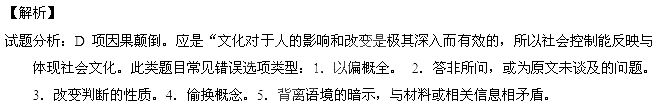 【解析】
试题分析：D 项因果颠倒。应是“文化对于人的影响和改变是极其深入而有效的，所以社会控制能反映与
体现社会文化。此类题目常见错误选项类型：1．以偏概全。 2．答非所问，或为原文未谈及的问题。
3．改变判断的性质。4．偷换概念。5．背离语境的暗示，与材料或相关信息相矛盾。